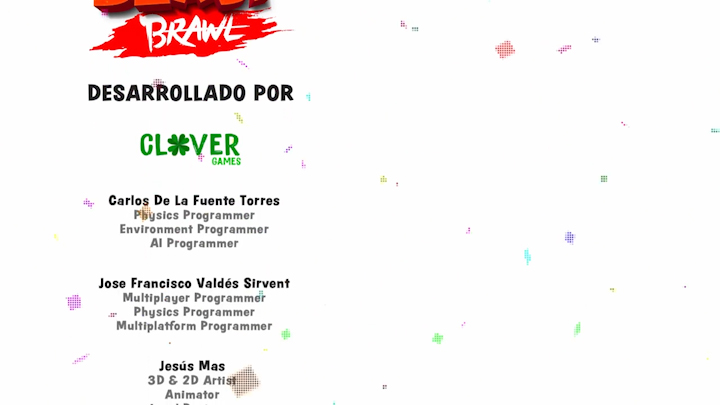 BRAWL
DESARROLLADO POR
CLOVER
GAMES
Carlos De La Fuente Torres
Physics Programmer
Environment Programmer
AI Programmer
Jose Francisco Valdés Sirvent
Multiplayer Programmer
Physics Programmer
Multiplatform Programmer
Jesús Mas
3D & 2D Artist
Animator